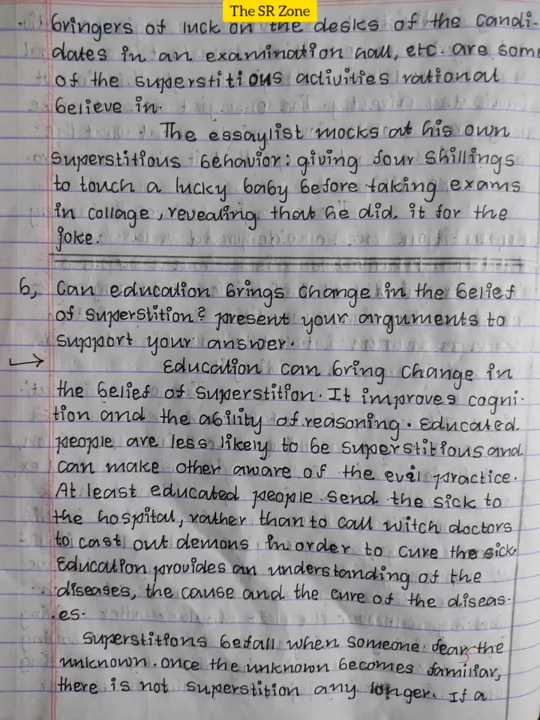 The SR Zone
bringers of luck on the desks of the candi-
dates in an examination hall, etc. are som
of the superstitious activities rational
believe in.
The essaylist mocks at his own
superstitious behavior: giving four shillings
to touch a lucky baby before taking exams
in collage, revealing that he did it for the
joke.
6, Can education brings change in the belief
of superstition? present your arguments to
support your answer.
→ Education can bring change in
the belief of superstition. It improves cogni-
tion and the ability of reasoning. Educated
people are less likely to be superstitious and
can make other aware of the evil practice.
At least educated people send the sick to
the hospital, rather than to call witch doctors
to cast out demons in order to cure the sick.
Education provides an understanding of the
diseases, the cause and the cure of the diseas-
es.
Superstitions befall when someone fear the
unknown. once the unknown becomes familiar,
there is not superstition any longer. If a